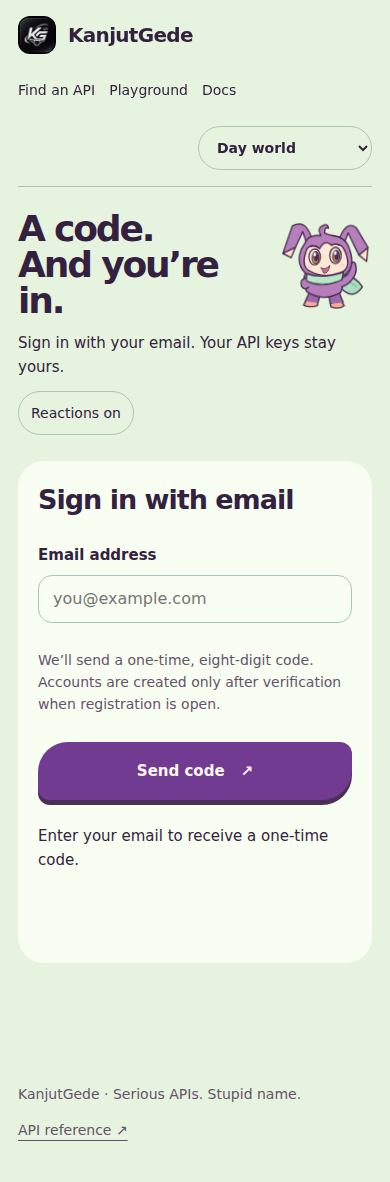 KG KanjutGede
Find an API Playground Docs
Day world
A code.
And you’re
in.
Sign in with your email. Your API keys stay
yours.
Reactions on
Sign in with email
Email address
you@example.com
We’ll send a one-time, eight-digit code.
Accounts are created only after verification
when registration is open.
Send code ↗
Enter your email to receive a one-time
code.
KanjutGede · Serious APIs. Stupid name.
API reference ↗